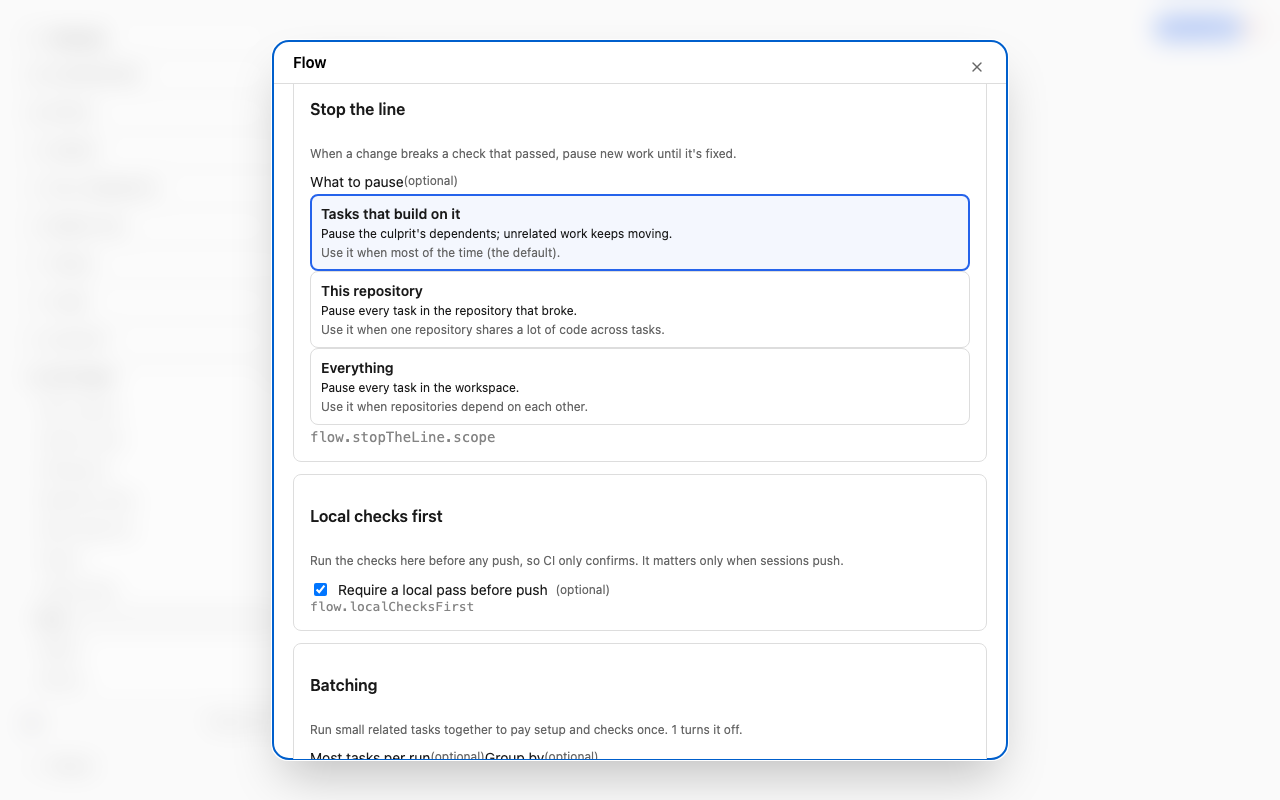 Flow
×
Stop the line
When a change breaks a check that passed, pause new work until it's fixed.
What to pause(optional)
Tasks that build on it
Pause the culprit's dependents; unrelated work keeps moving.
Use it when most of the time (the default).
This repository
Pause every task in the repository that broke.
Use it when one repository shares a lot of code across tasks.
Everything
Pause every task in the workspace.
Use it when repositories depend on each other.
flow.stopTheLine.scope
Local checks first
Run the checks here before any push, so CI only confirms. It matters only when sessions push.
Require a local pass before push (optional)
flow.localChecksFirst
Batching
Run small related tasks together to pay setup and checks once. 1 turns it off.
Most tasks per run(optional)Group by(optional)